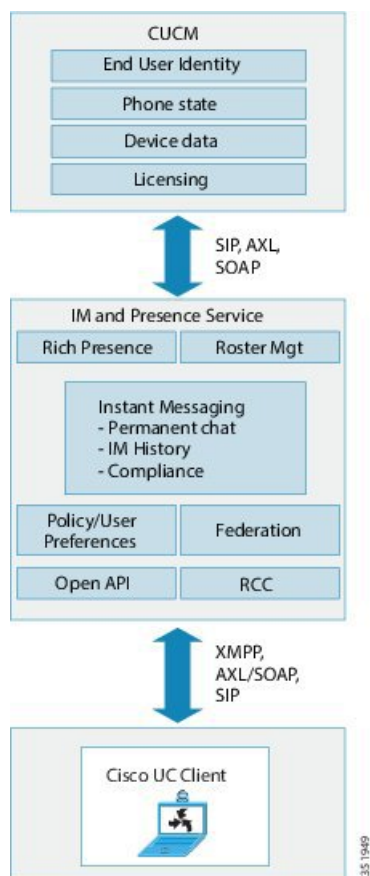 CUCM
End User Identity
Phone state
Device data
Licensing
SIP, AXL,
SOAP
IM and Presence Service
Rich Presence
Roster Mgt
Instant Messaging
- Permanent chat
- IM History
- Compliance
Policy/User
Preferences
Federation
Open API
RCC
XMPP,
AXL/SOAP,
SIP
Cisco UC Client
351949